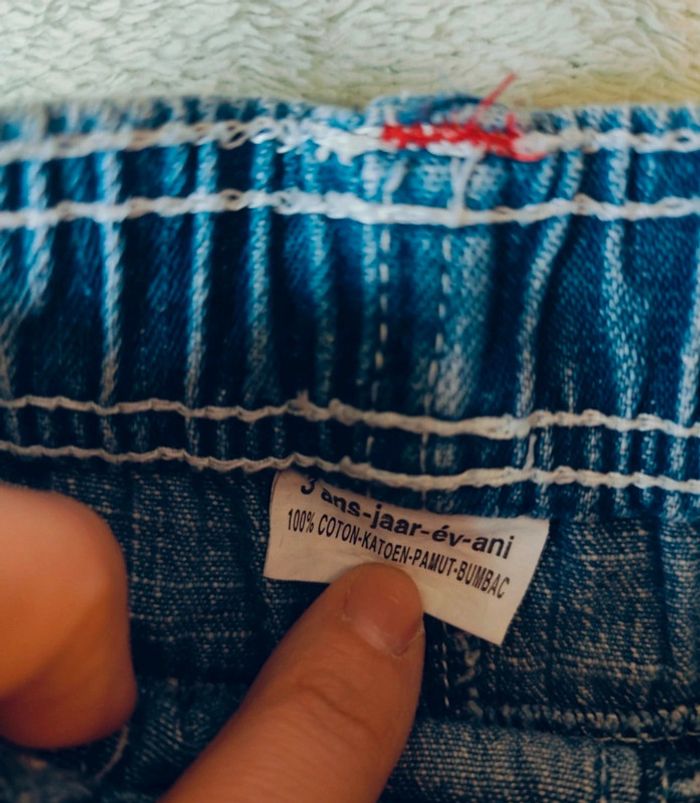 3 ans-jaar-év-ani
100% COTON-KATOEN-PAMUT-BUMBAC